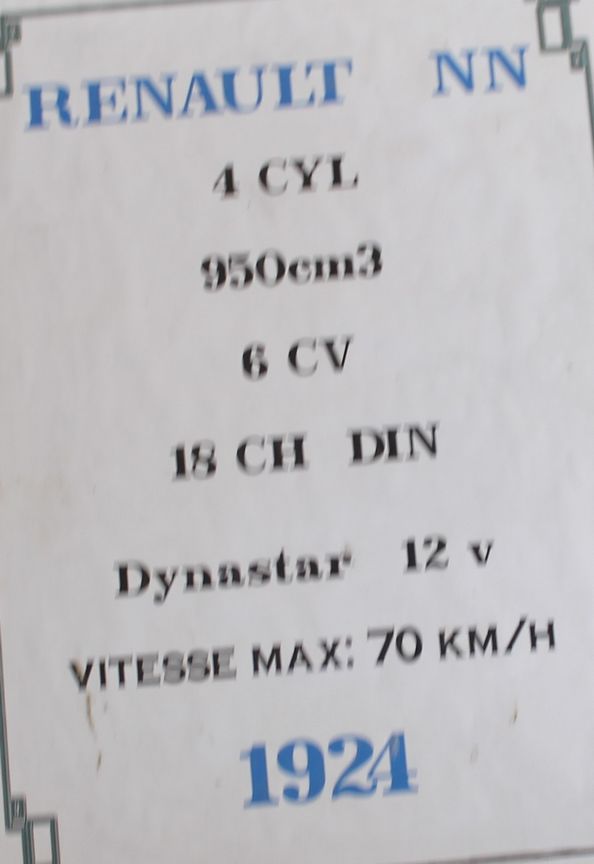 RENAULT NN
4 CYL
950cm3
6 CV
18 CH DIN
Dynastar 12 v
VITESSE MAX: 70 KM/H
1924